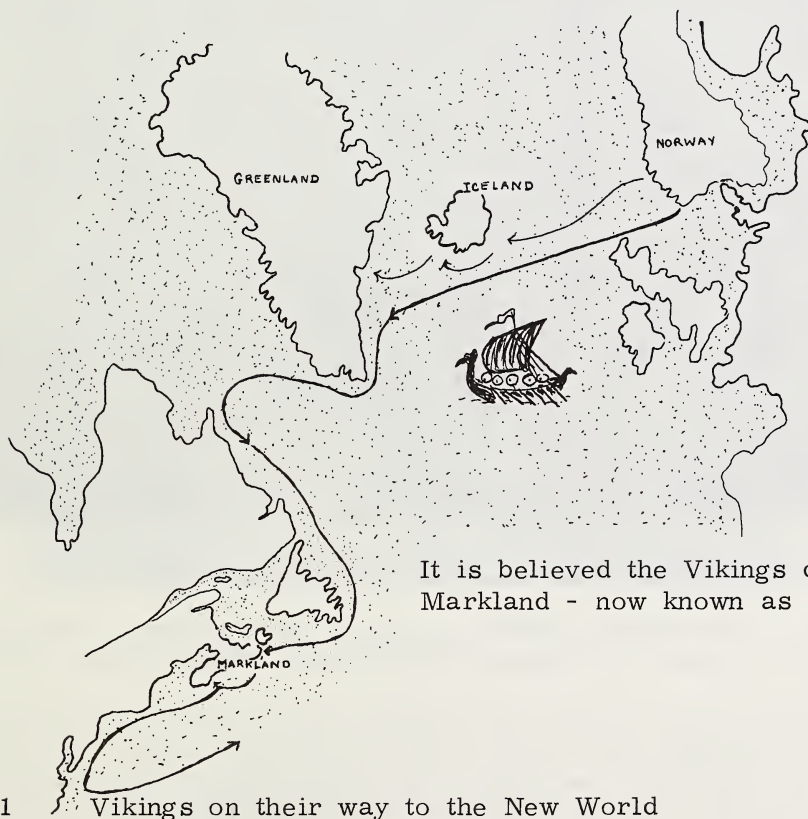 NORWAY
GREENLAND
ICELAND
It is believed the Vikings
Markland - now known as
MARKLAND
1 Vikings on their way to the New World